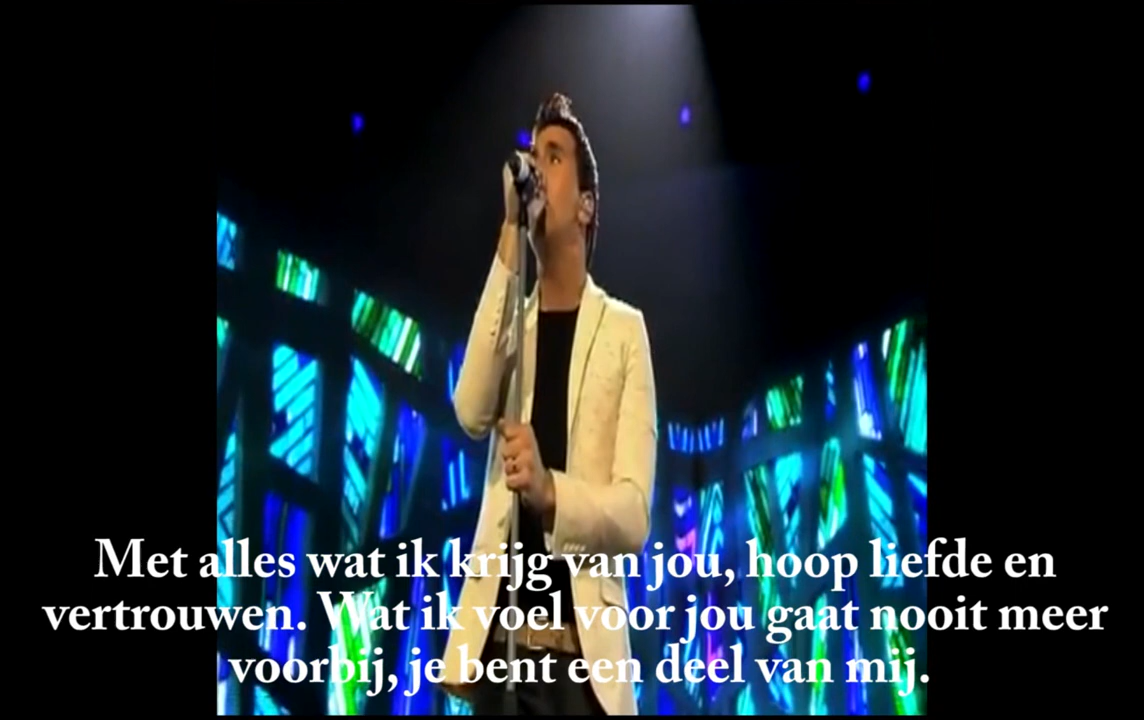 Met alles wat ik krijg van jou, hoop liefde en
vertrouwen. Wat ik voel voor jou gaat nooit meer
voorbij, je bent een deel van mij.